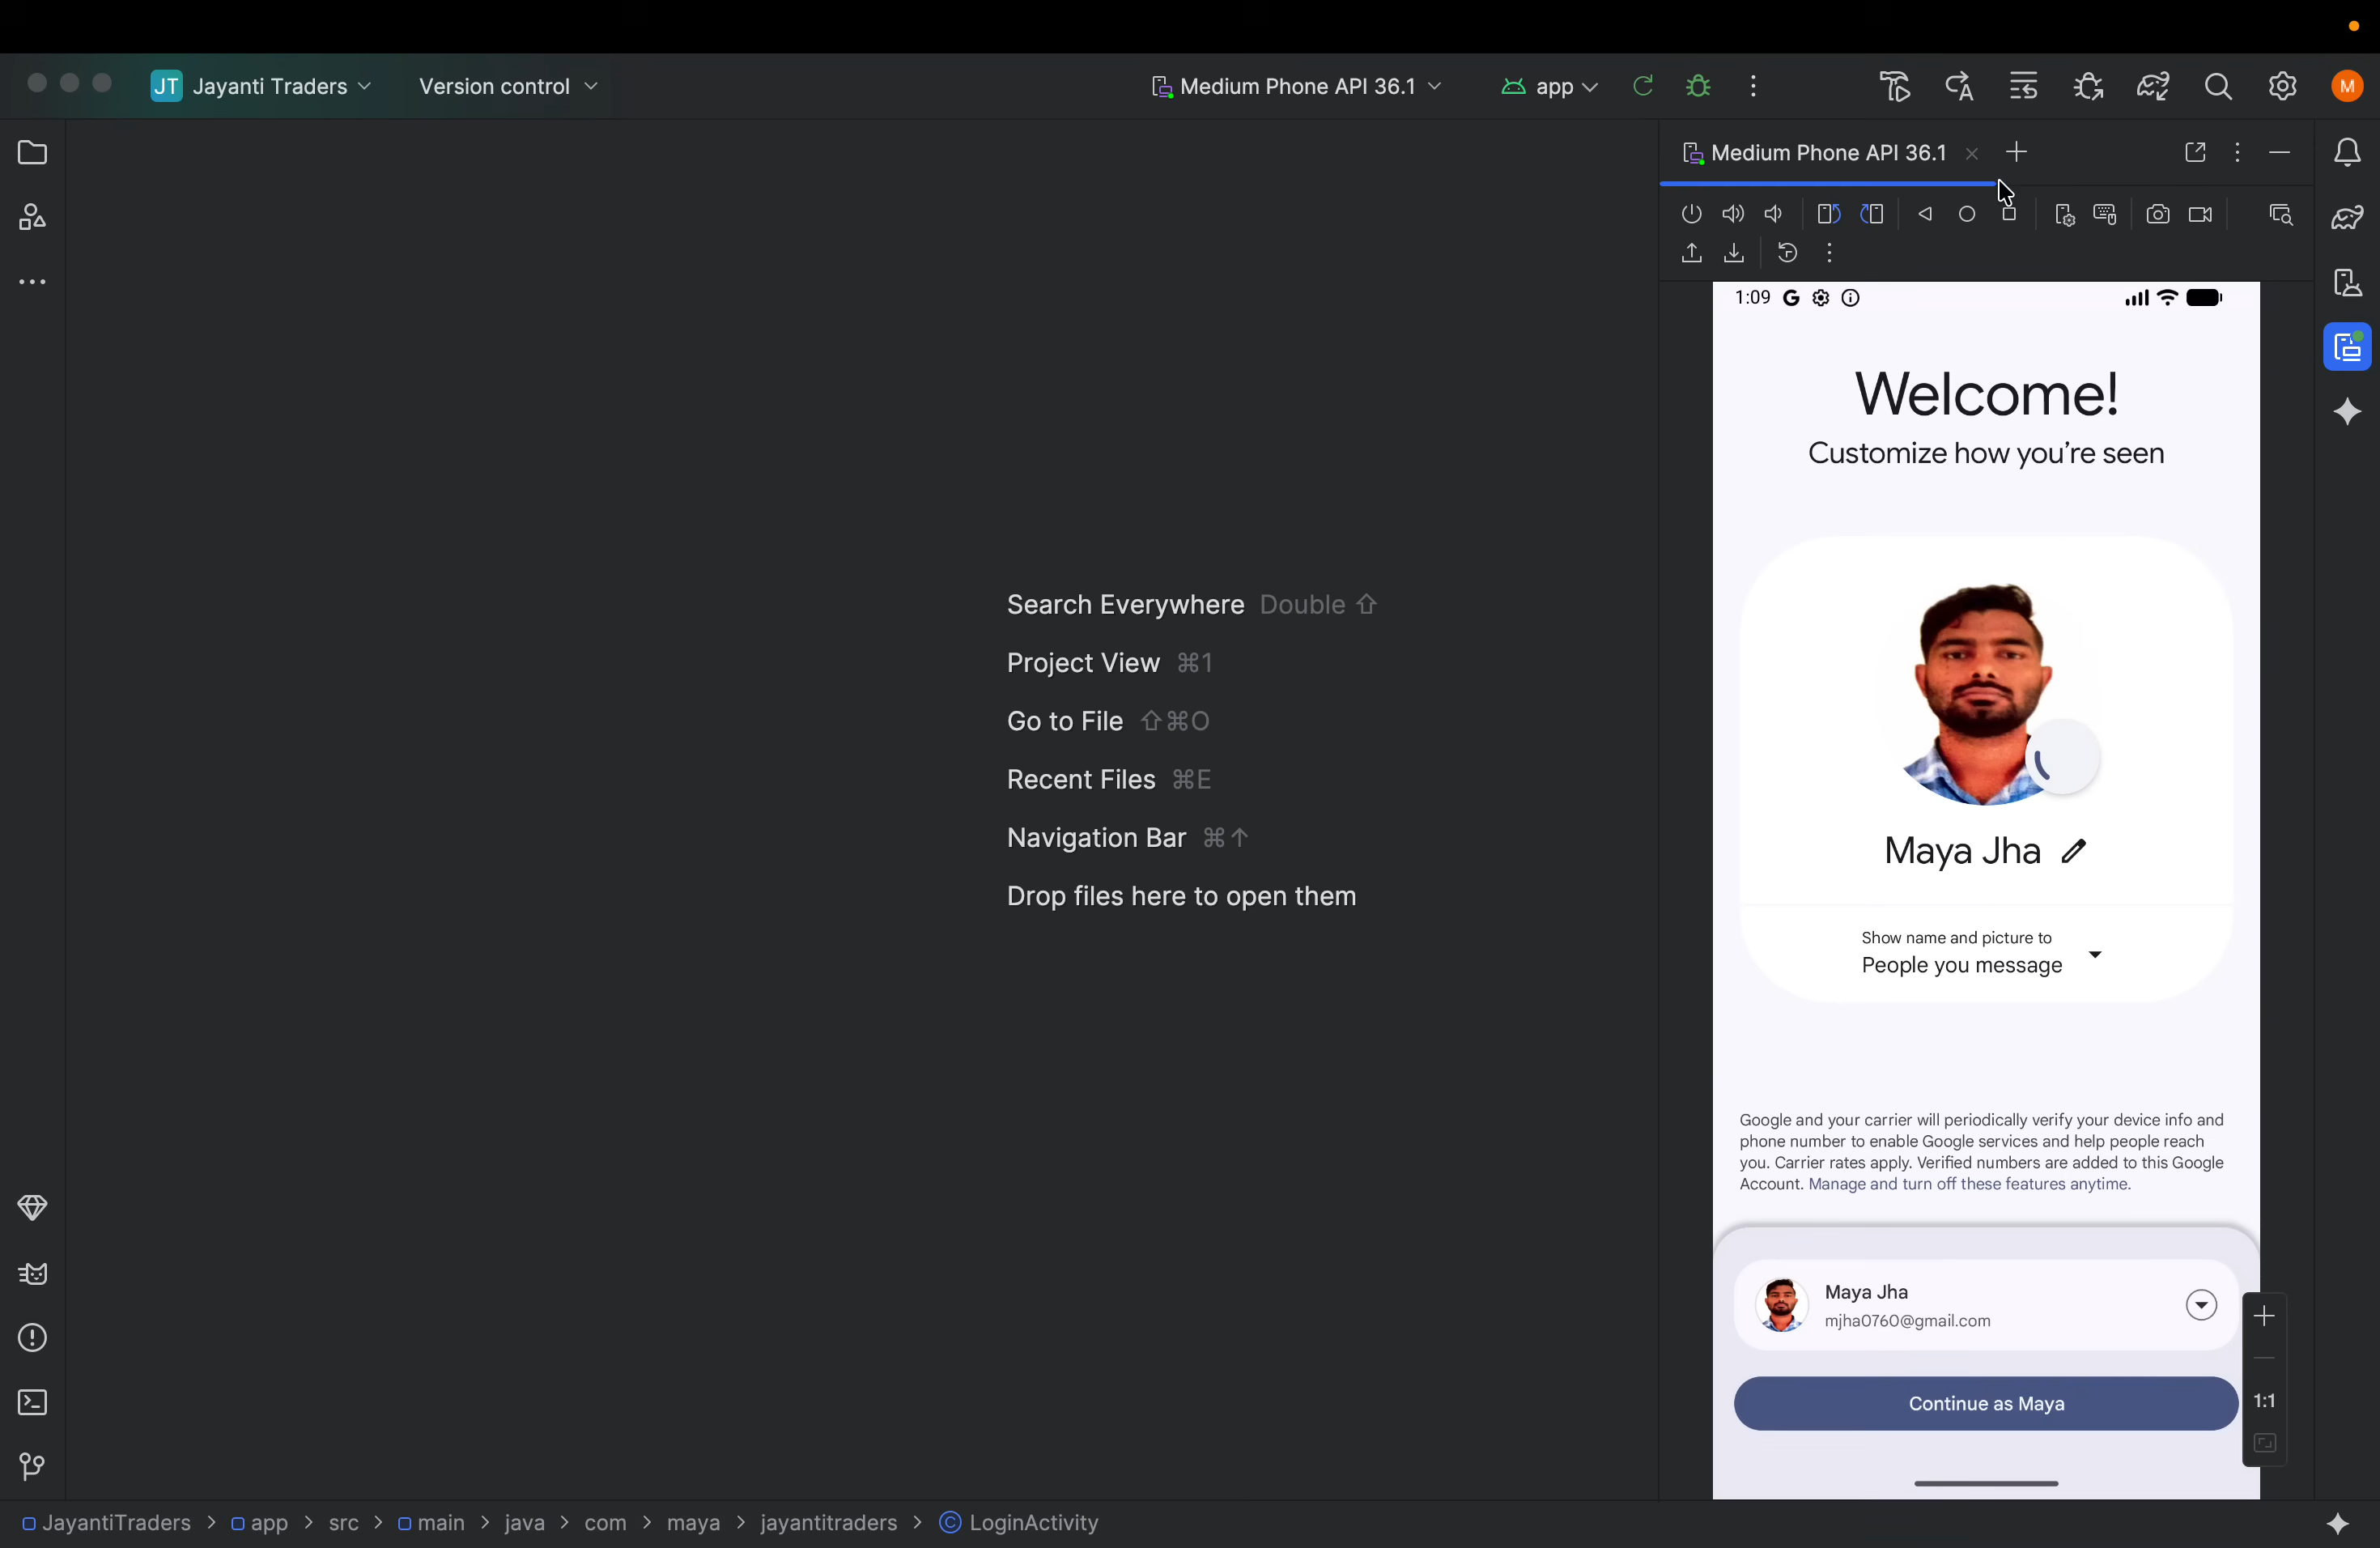 JT Jayanti Traders
Version control
Medium Phone API 36.1
app
M
Medium Phone API 36.1
Search Everywhere Double ⇧
Project View ⌘1
Go to File ⇧⌘O
Recent Files ⌘E
Navigation Bar ⌘↑
Drop files here to open them
1:09
Welcome!
Customize how you’re seen
Maya Jha
Show name and picture to
People you message
Google and your carrier will periodically verify your device info and
phone number to enable Google services and help people reach
you. Carrier rates apply. Verified numbers are added to this Google
Account. Manage and turn off these features anytime.
Maya Jha
mjha0760@gmail.com
Continue as Maya
1:1
JayantiTraders > app > src > main > java > com > maya > jayantitraders > LoginActivity